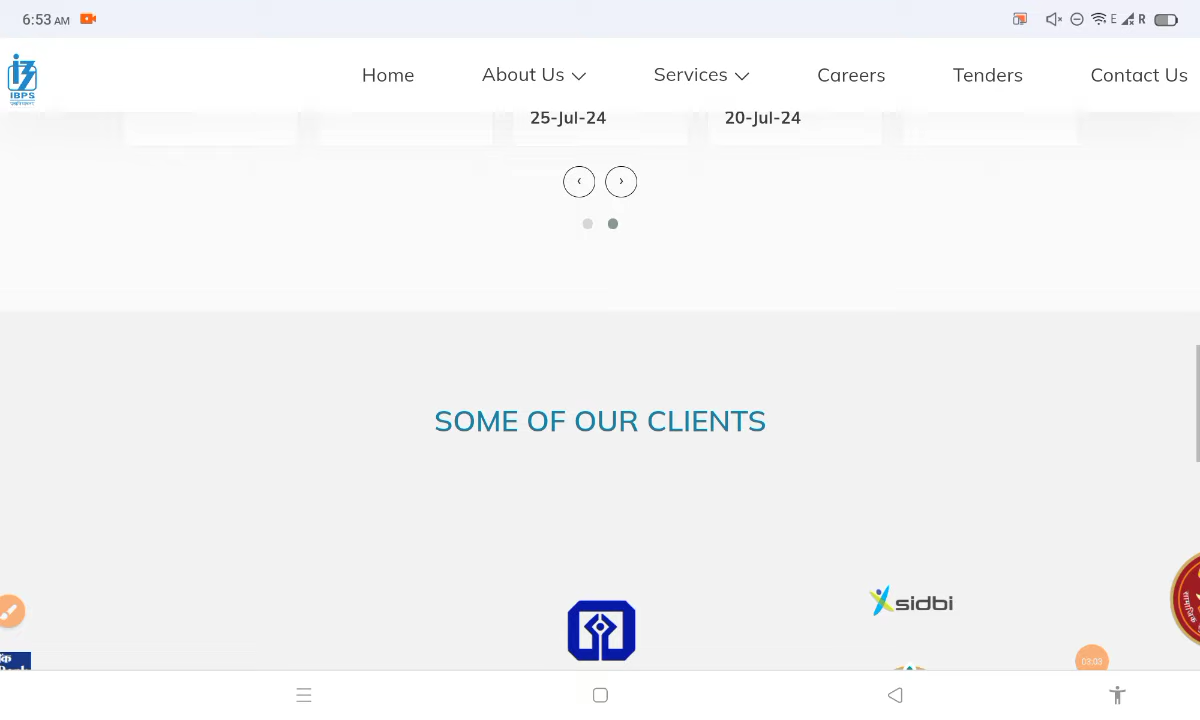 6:53 AM
E
R
IBPS
Home
About Us
Services
Careers
Tenders
Contact Us
25-Jul-24
20-Jul-24
SOME OF OUR CLIENTS
sidbi
03:03